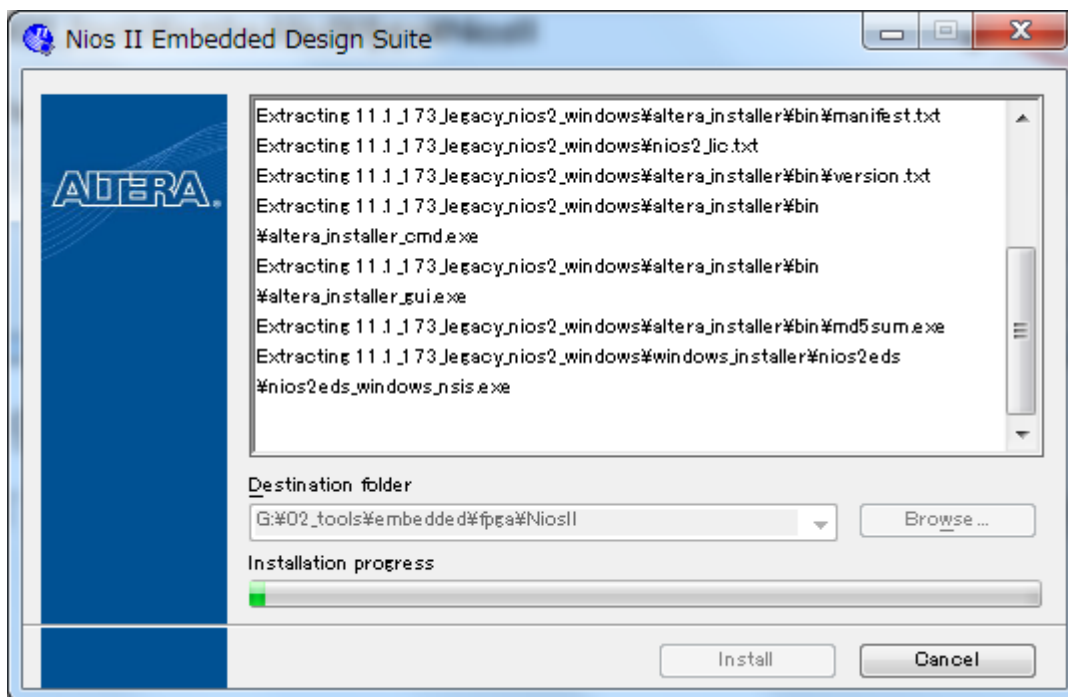 Nios II Embedded Design Suite
ALTERA.
Extracting 11.1_173_legacy_nios2_windows¥altera_installer¥bin¥manifest.txt
Extracting 11.1_173_legacy_nios2_windows¥nios2_lic.txt
Extracting 11.1_173_legacy_nios2_windows¥altera_installer¥bin¥version.txt
Extracting 11.1_173_legacy_nios2_windows¥altera_installer¥bin
¥altera_installer_cmd.exe
Extracting 11.1_173_legacy_nios2_windows¥altera_installer¥bin
¥altera_installer_gui.exe
Extracting 11.1_173_legacy_nios2_windows¥altera_installer¥bin¥md5sum.exe
Extracting 11.1_173_legacy_nios2_windows¥windows_installer¥nios2eds
¥nios2eds_windows_nsis.exe
Destination folder
G:¥02_tools¥embedded¥fpga¥NiosII
Browse ...
Installation progress
Install
Cancel